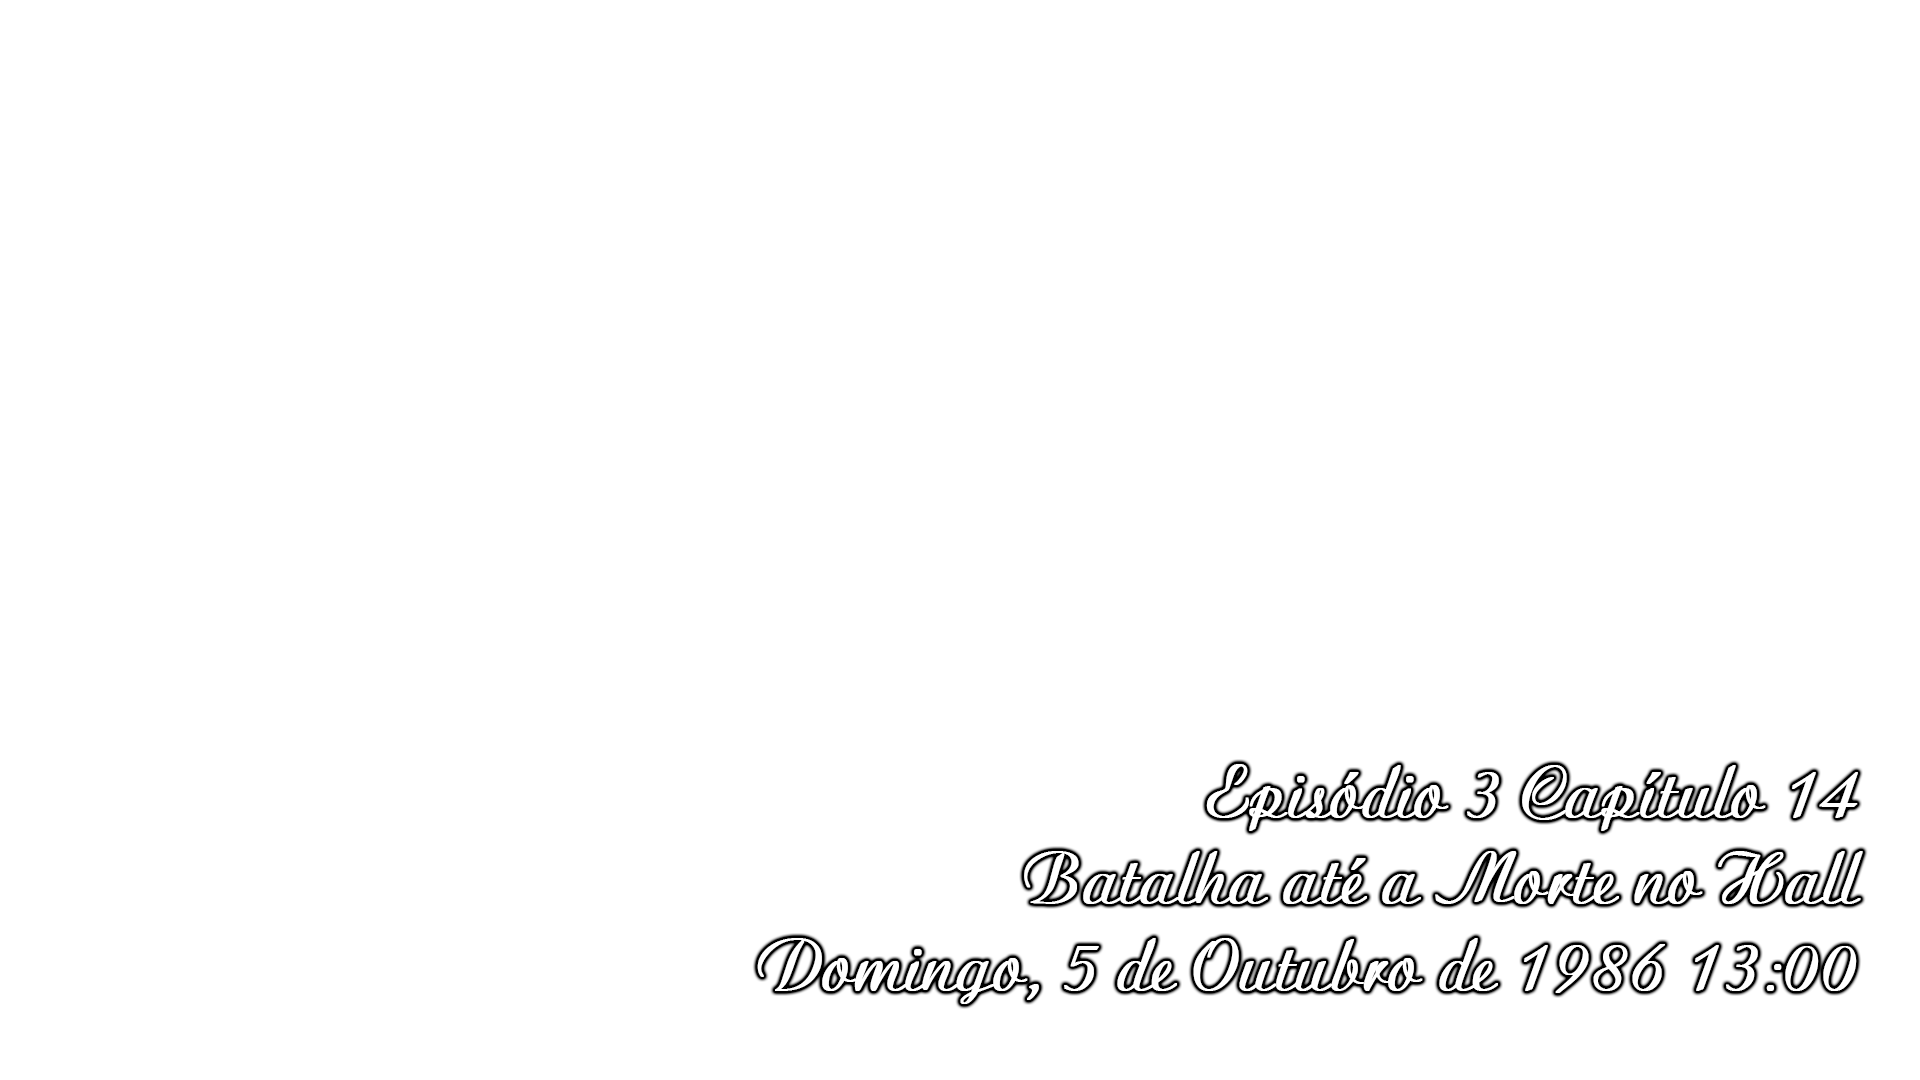 Episódio 3 Capítulo 14
Batalha até a Morte no Hall
Domingo, 5 de Outubro de 1986 13:00